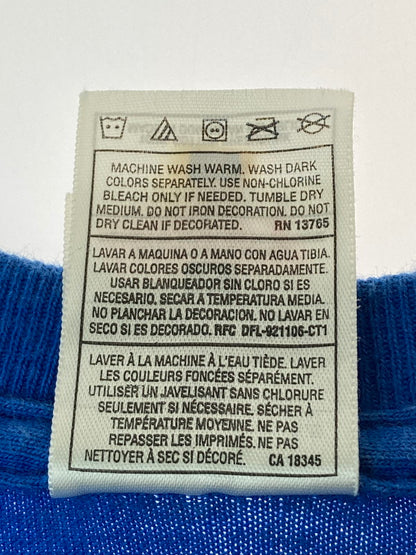 MACHINE WASH WARM. WASH DARK
COLORS SEPARATELY. USE NON-CHLORINE
BLEACH ONLY IF NEEDED. TUMBLE DRY
MEDIUM. DO NOT IRON DECORATION. DO NOT
DRY CLEAN IF DECORATED. RN 13765
LAVAR A MAQUINA O A MANO CON AGUA TIBIA.
LAVAR COLORES OSCUROS SEPARADAMENTE.
USAR BLANQUEADOR SIN CLORO SI ES
NECESARIO. SECAR A TEMPERATURA MEDIA.
NO PLANCHAR LA DECORACION. NO LAVAR EN
SECO SI ES DECORADO. RFC DFL-921106-CT1
LAVER À LA MACHINE À L'EAU TIÈDE. LAVER
LES COULEURS FONCÉES SÉPARÉMENT.
UTILISER UN JAVELISANT SANS CHLORURE
SEULEMENT SI NÉCESSAIRE. SÉCHER À
TEMPÉRATURE MOYENNE. NE PAS
REPASSER LES IMPRIMÉS. NE PAS
NETTOYER À SEC SI DÉCORÉ. CA 18345